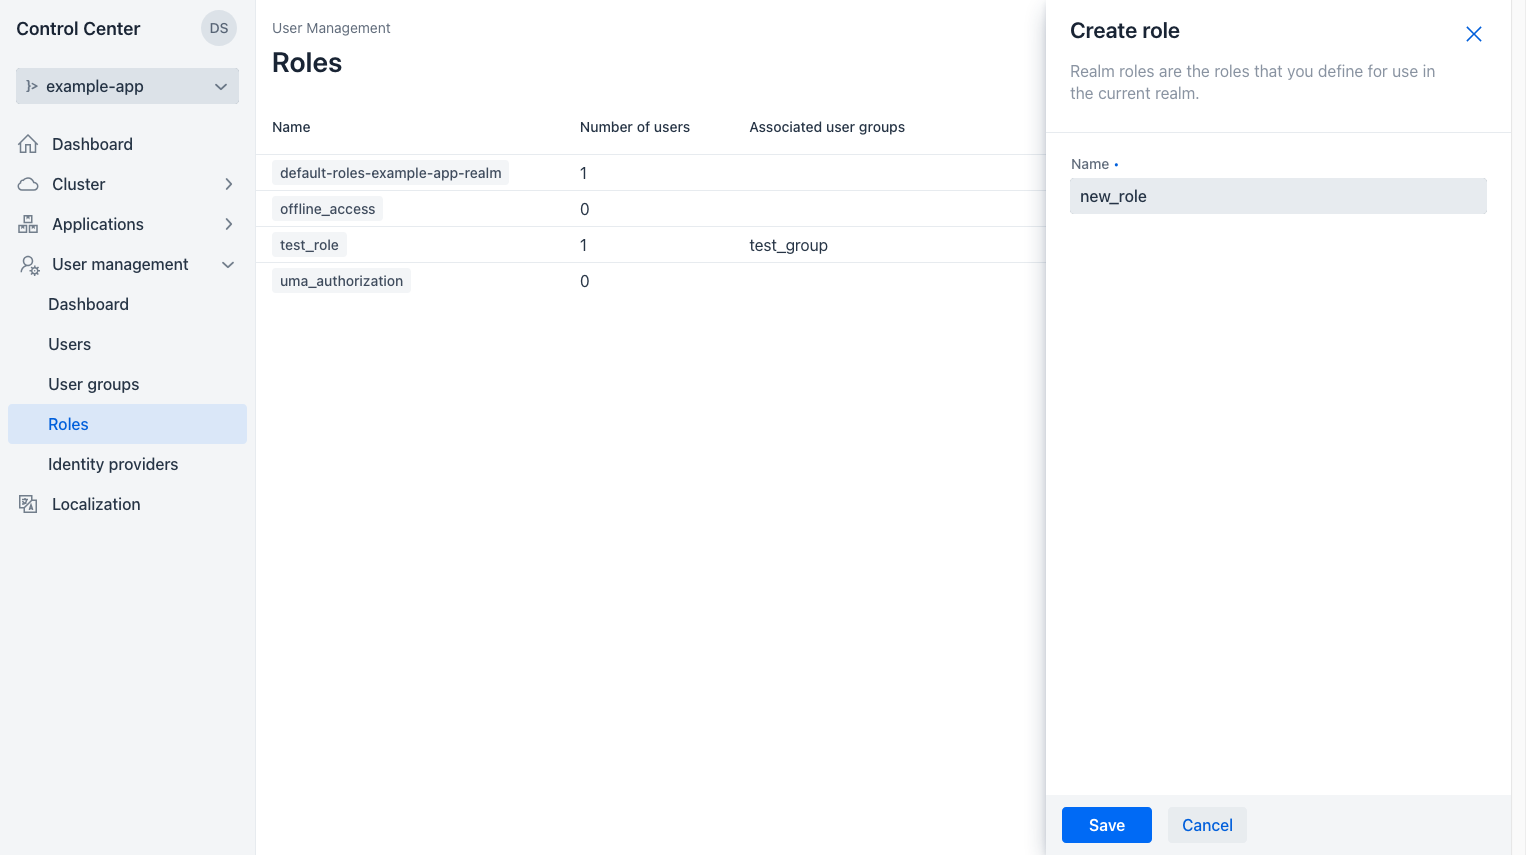 Control Center
DS
example-app
Dashboard
Cluster
Applications
User management
Dashboard
Users
User groups
Roles
Identity providers
Localization
User Management
Roles
Name Number of users Associated user groups
default-roles-example-app-realm 1
offline_access 0
test_role 1 test_group
uma_authorization 0
Create role
Realm roles are the roles that you define for use in
the current realm.
Name •
new_role
Save Cancel